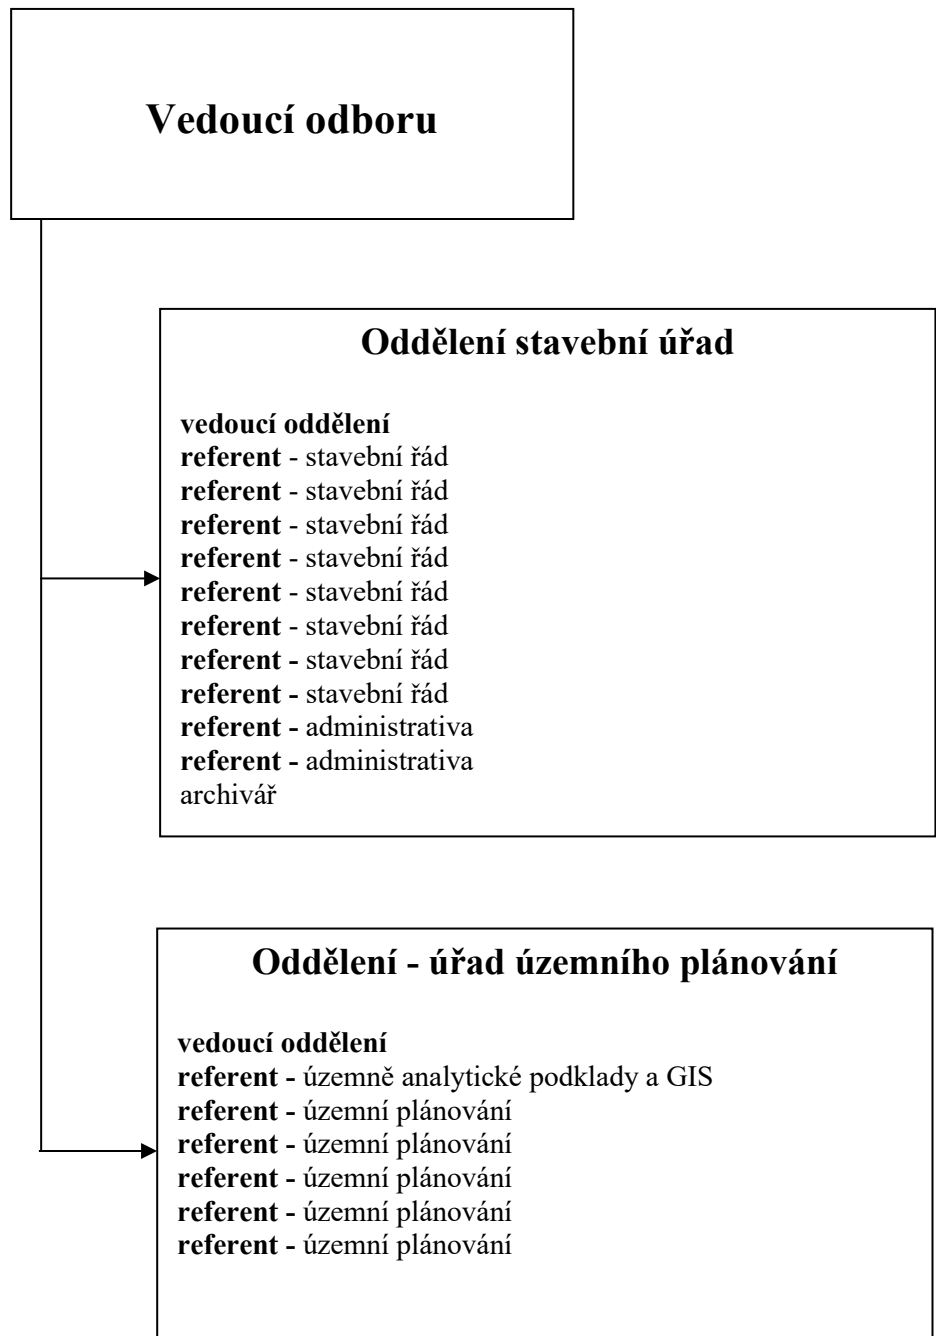 Vedoucí odboru
Oddělení stavební úřad
vedoucí oddělení
referent - stavební řád
referent - stavební řád
referent - stavební řád
referent - stavební řád
referent - stavební řád
referent - stavební řád
referent - stavební řád
referent - stavební řád
referent - administrativa
referent - administrativa
archivář
Oddělení - úřad územního plánování
vedoucí oddělení
referent - územně analytické podklady a GIS
referent - územní plánování
referent - územní plánování
referent - územní plánování
referent - územní plánování
referent - územní plánování